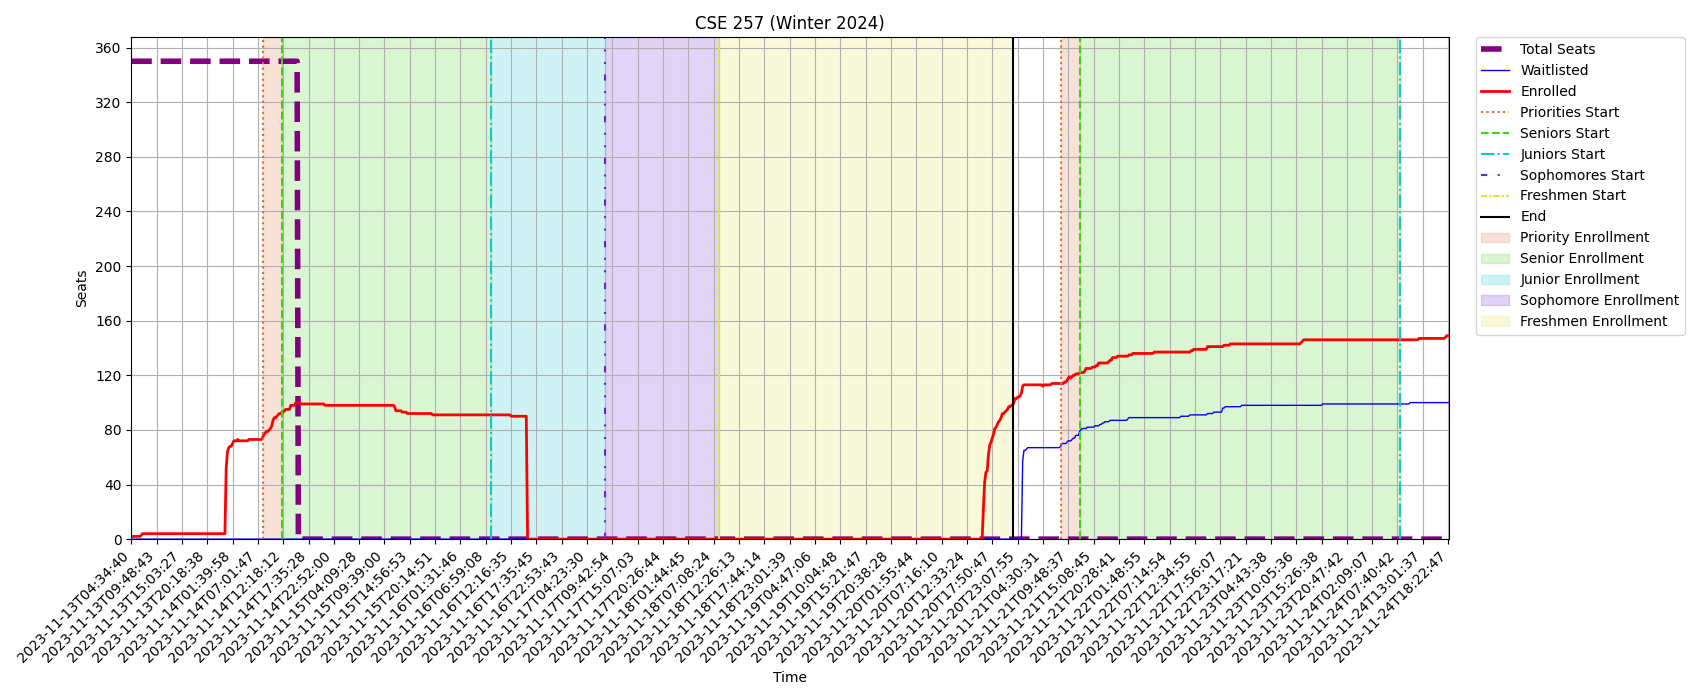 CSE 257 (Winter 2024)
Seats
360
320
280
240
200
160
120
80
40
0
2023-11-13T04:34:40
2023-11-13T09:48:43
2023-11-13T15:03:27
2023-11-13T20:18:38
2023-11-14T01:39:58
2023-11-14T07:01:47
2023-11-14T12:18:12
2023-11-14T17:35:28
2023-11-14T22:52:00
2023-11-15T04:09:28
2023-11-15T09:39:00
2023-11-15T14:56:53
2023-11-15T20:14:51
2023-11-16T01:31:46
2023-11-16T06:59:08
2023-11-16T12:16:35
2023-11-16T17:35:45
2023-11-16T22:53:43
2023-11-17T04:23:30
2023-11-17T09:42:54
2023-11-17T15:07:03
2023-11-17T20:26:44
2023-11-18T01:44:45
2023-11-18T07:08:24
2023-11-18T12:26:13
2023-11-18T17:44:14
2023-11-18T23:01:39
2023-11-19T04:47:06
2023-11-19T10:04:48
2023-11-19T15:21:47
2023-11-19T20:38:28
2023-11-20T01:55:44
2023-11-20T07:16:10
2023-11-20T12:33:24
2023-11-20T17:50:47
2023-11-20T23:07:55
2023-11-21T04:30:31
2023-11-21T09:48:37
2023-11-21T15:08:45
2023-11-21T20:28:41
2023-11-22T01:48:55
2023-11-22T07:14:54
2023-11-22T12:34:55
2023-11-22T17:56:07
2023-11-22T23:17:21
2023-11-23T04:43:38
2023-11-23T10:05:36
2023-11-23T15:26:38
2023-11-23T20:47:42
2023-11-24T02:09:07
2023-11-24T07:40:42
2023-11-24T13:01:37
2023-11-24T18:22:47
Time
Total Seats
Waitlisted
Enrolled
Priorities Start
Seniors Start
Juniors Start
Sophomores Start
Freshmen Start
End
Priority Enrollment
Senior Enrollment
Junior Enrollment
Sophomore Enrollment
Freshmen Enrollment